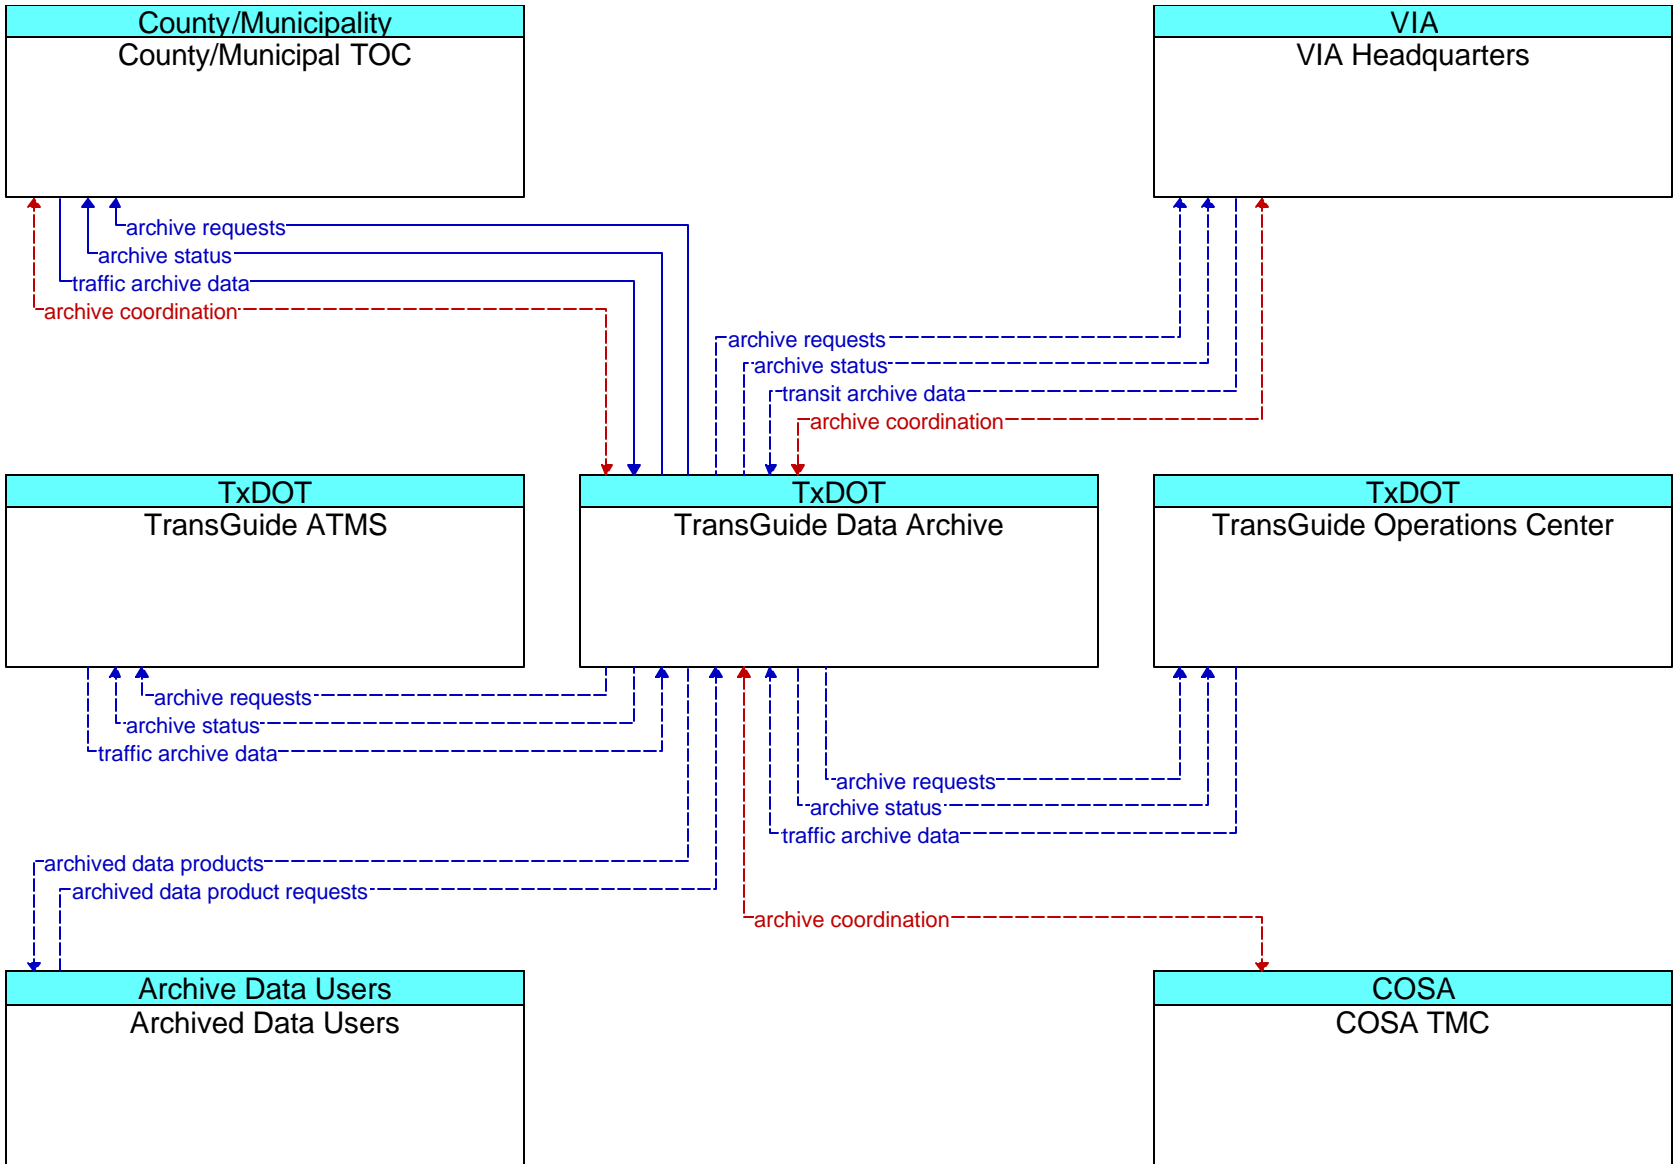 County/Municipality
County/Municipal TOC
VIA
VIA Headquarters
archive requests
archive status
traffic archive data
archive coordination
archive requests
archive status
transit archive data
archive coordination
TxDOT
TransGuide ATMS
TxDOT
TransGuide Data Archive
TxDOT
TransGuide Operations Center
archive requests
archive status
traffic archive data
archive requests
archive status
traffic archive data
archived data products
archived data product requests
archive coordination
Archive Data Users
Archived Data Users
COSA
COSA TMC